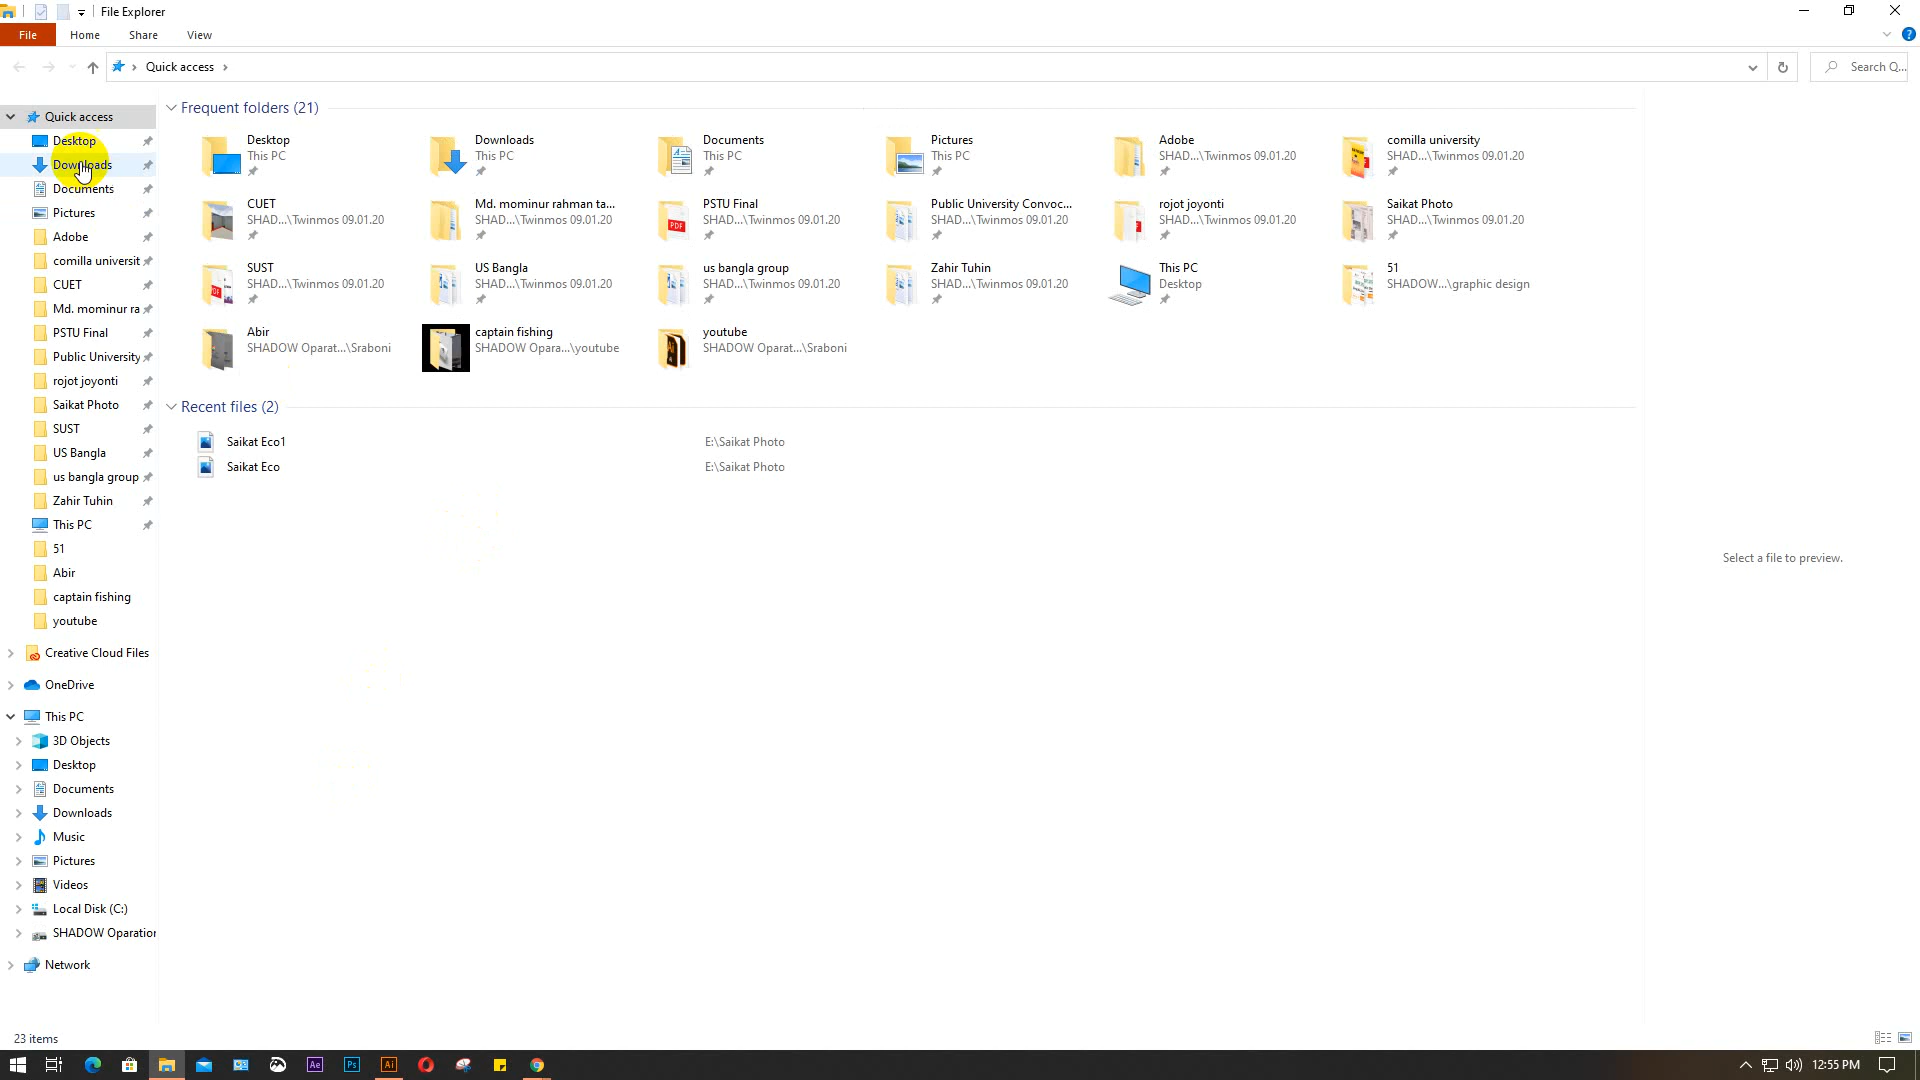 File Explorer
File Home Share View
Quick access
Search Q...
Quick access
Desktop
Downloads
Documents
Pictures
Adobe
comilla universit
CUET
Md. mominur ra
PSTU Final
Public University
rojot joyonti
Saikat Photo
SUST
US Bangla
us bangla group
Zahir Tuhin
This PC
51
Abir
captain fishing
youtube
Creative Cloud Files
OneDrive
This PC
3D Objects
Desktop
Documents
Downloads
Music
Pictures
Videos
Local Disk (C:)
SHADOW Oparation
Network
Frequent folders (21)
Desktop
This PC
Downloads
This PC
Documents
This PC
Pictures
This PC
Adobe
SHAD...\Twinmos 09.01.20
comilla university
SHAD...\Twinmos 09.01.20
CUET
SHAD...\Twinmos 09.01.20
Md. mominur rahman ta...
SHAD...\Twinmos 09.01.20
PSTU Final
SHAD...\Twinmos 09.01.20
Public University Convoc...
SHAD...\Twinmos 09.01.20
rojot joyonti
SHAD...\Twinmos 09.01.20
Saikat Photo
SHAD...\Twinmos 09.01.20
SUST
SHAD...\Twinmos 09.01.20
US Bangla
SHAD...\Twinmos 09.01.20
us bangla group
SHAD...\Twinmos 09.01.20
Zahir Tuhin
SHAD...\Twinmos 09.01.20
This PC
Desktop
51
SHADOW...\graphic design
Abir
SHADOW Oparat...\Sraboni
captain fishing
SHADOW Opara...\youtube
youtube
SHADOW Oparat...\Sraboni
Recent files (2)
Saikat Eco1 E:\Saikat Photo
Saikat Eco E:\Saikat Photo
Select a file to preview.
23 items
Ae Ps Ai
12:55 PM